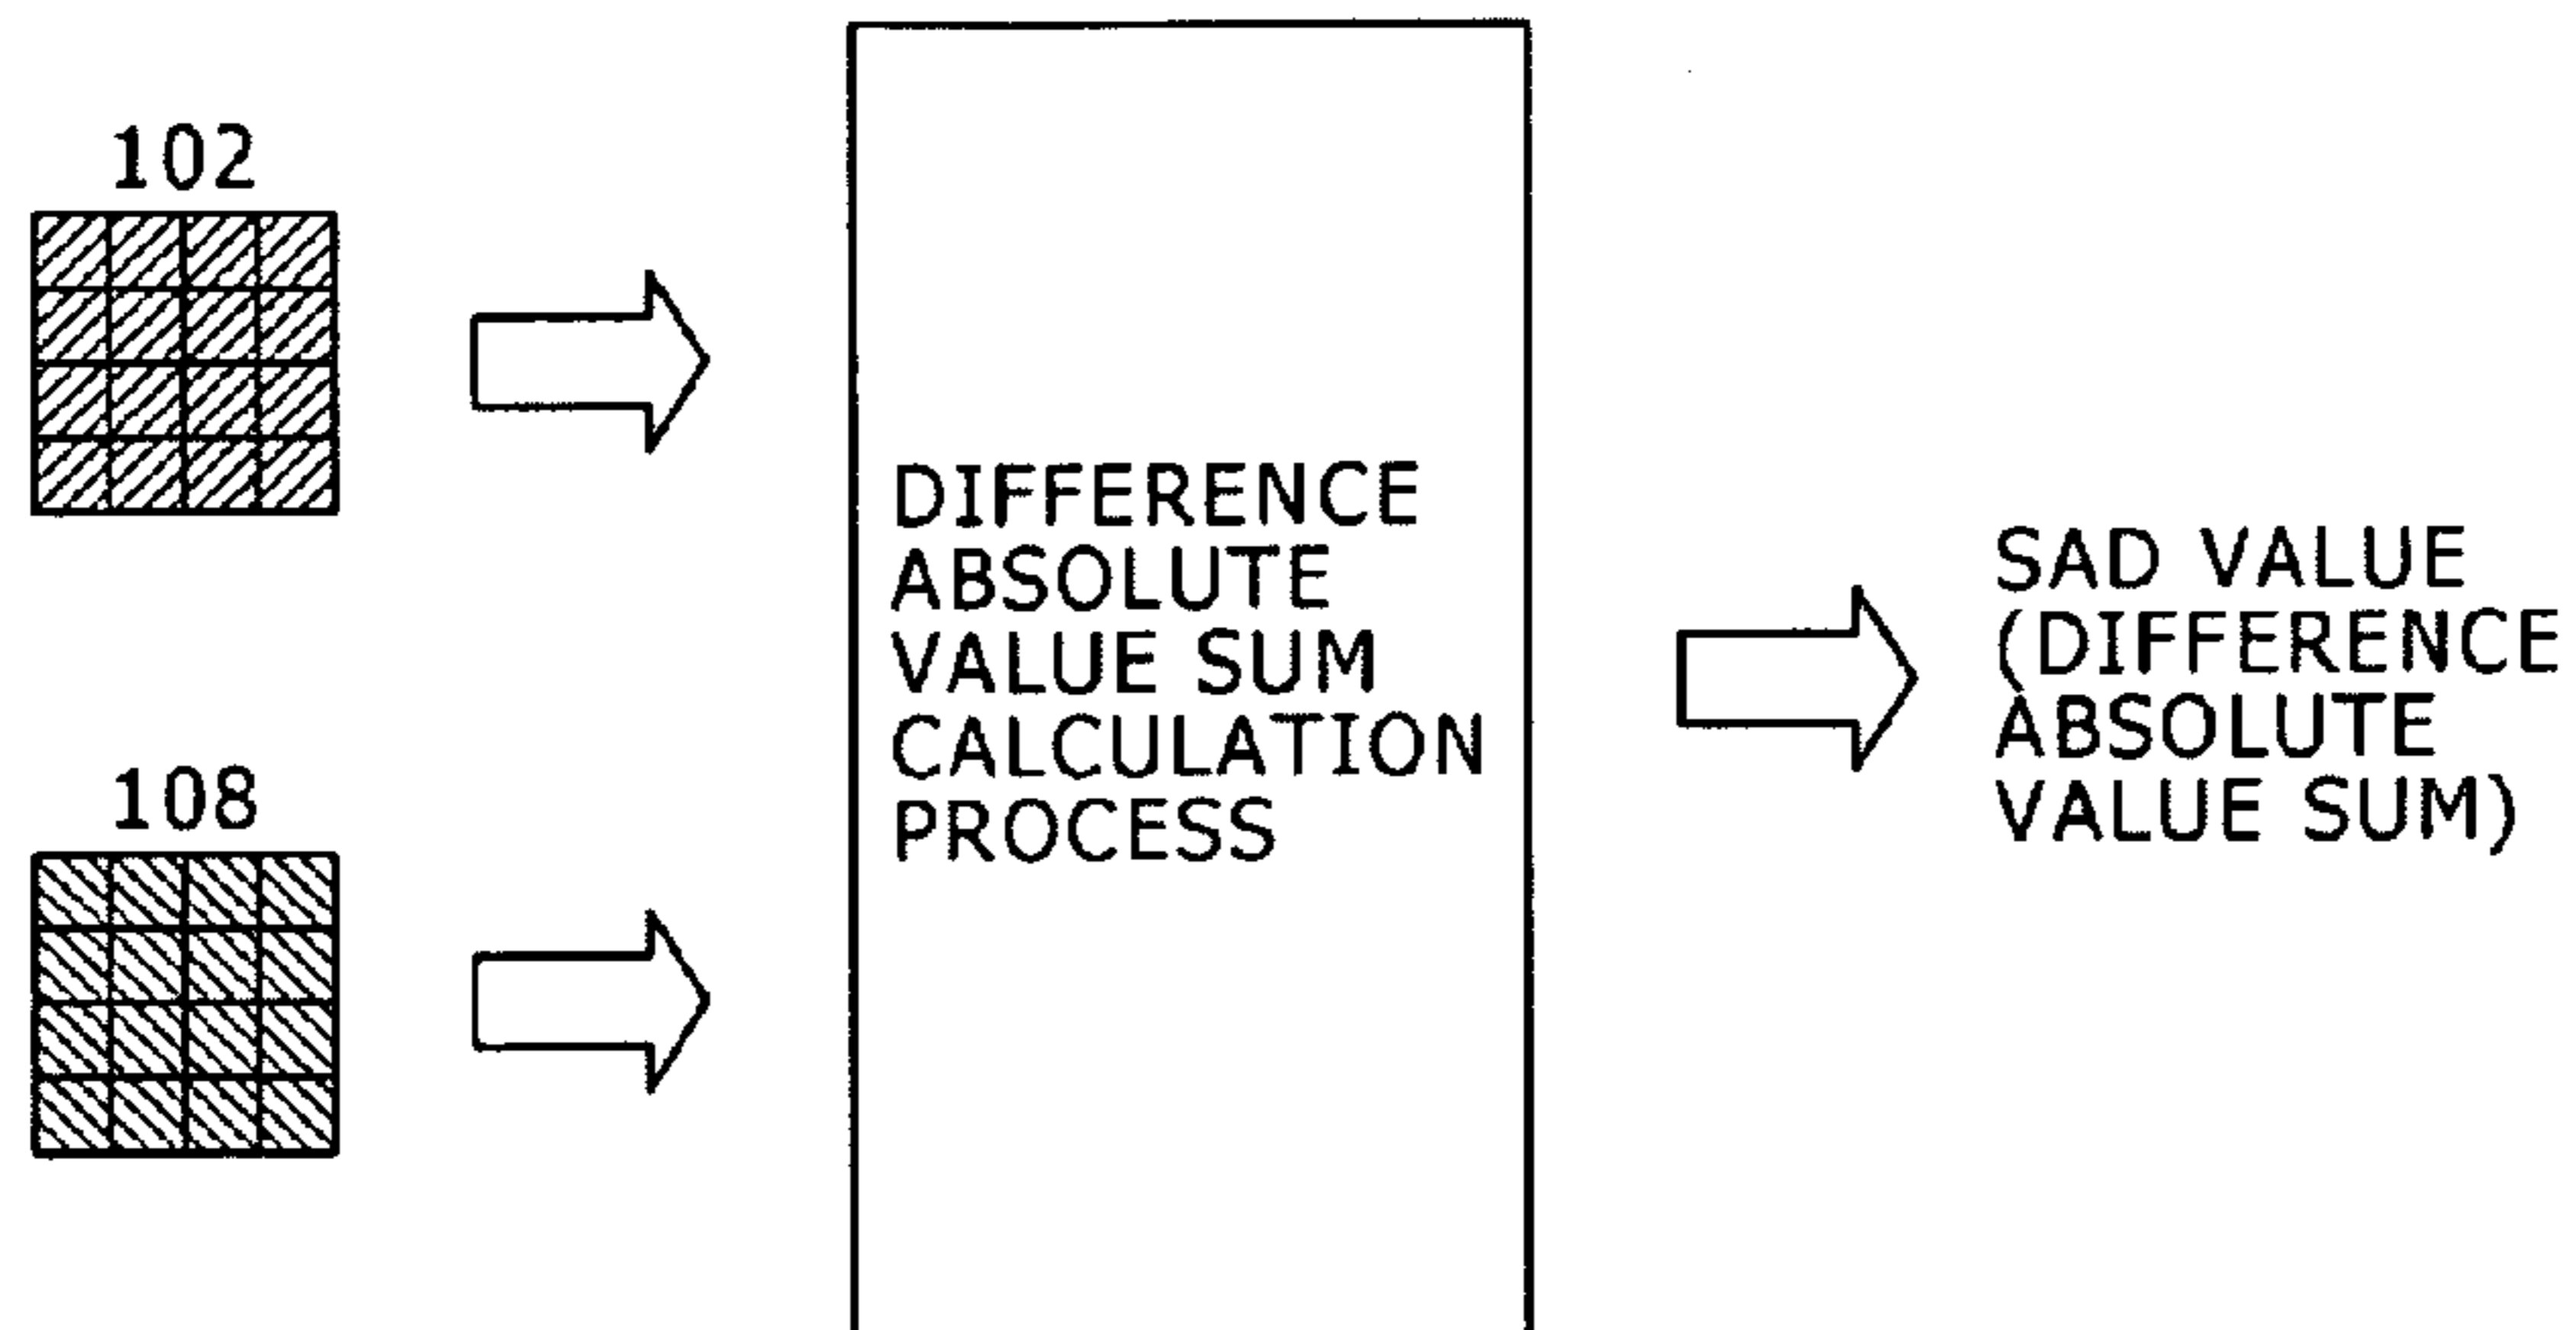 102
108
DIFFERENCE
ABSOLUTE
VALUE SUM
CALCULATION
PROCESS
SAD VALUE
(DIFFERENCE
ABSOLUTE
VALUE SUM)